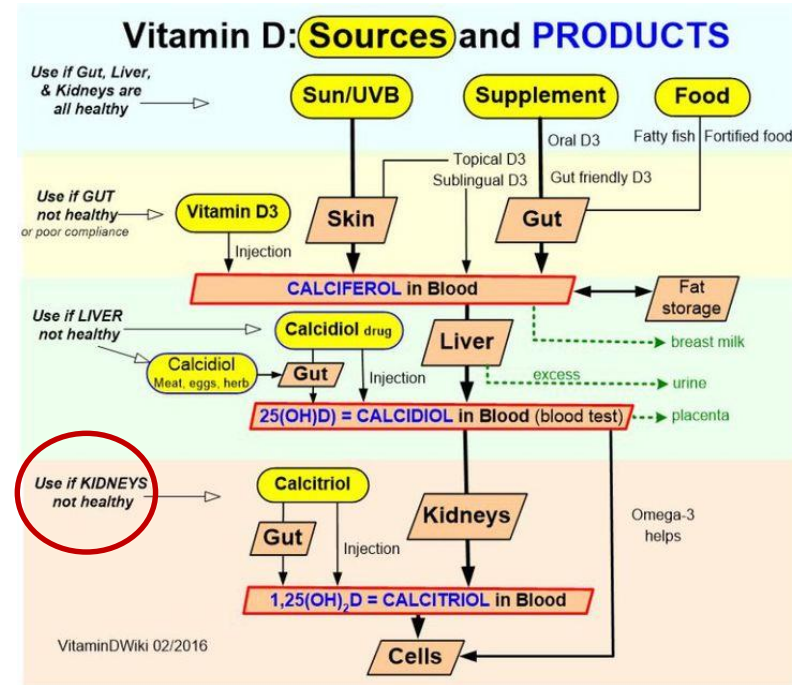 Vitamin D: Sources and PRODUCTS
Use if Gut, Liver,
& Kidneys are
all healthy
Sun/UVB
Supplement
Food
Oral D3
Fatty fish
Fortified food
Topical D3
Sublingual D3
Gut friendly D3
Use if GUT
not healthy
or poor compliance
Vitamin D3
Skin
Gut
Injection
CALCIFEROL in Blood
Fat
storage
Use if LIVER
not healthy
Calcidiol drug
Liver
breast milk
Calcidiol
Meat, eggs, herb
Gut
Injection
excess
urine
25(OH)D) = CALCIDIOL in Blood (blood test)
placenta
Use if KIDNEYS
not healthy
Calcitriol
Kidneys
Gut
Injection
Omega-3
helps
1,25(OH)₂D = CALCITRIOL in Blood
VitaminDWiki 02/2016
Cells